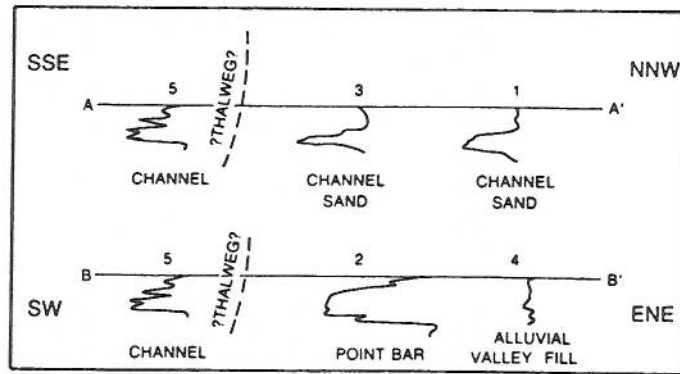 SSE
NNW
5
?THALWEG?
3
1
A
A'
CHANNEL
CHANNEL
SAND
CHANNEL
SAND
5
?THALWEG?
2
4
B
B'
SW
ENE
CHANNEL
POINT BAR
ALLUVIAL
VALLEY FILL